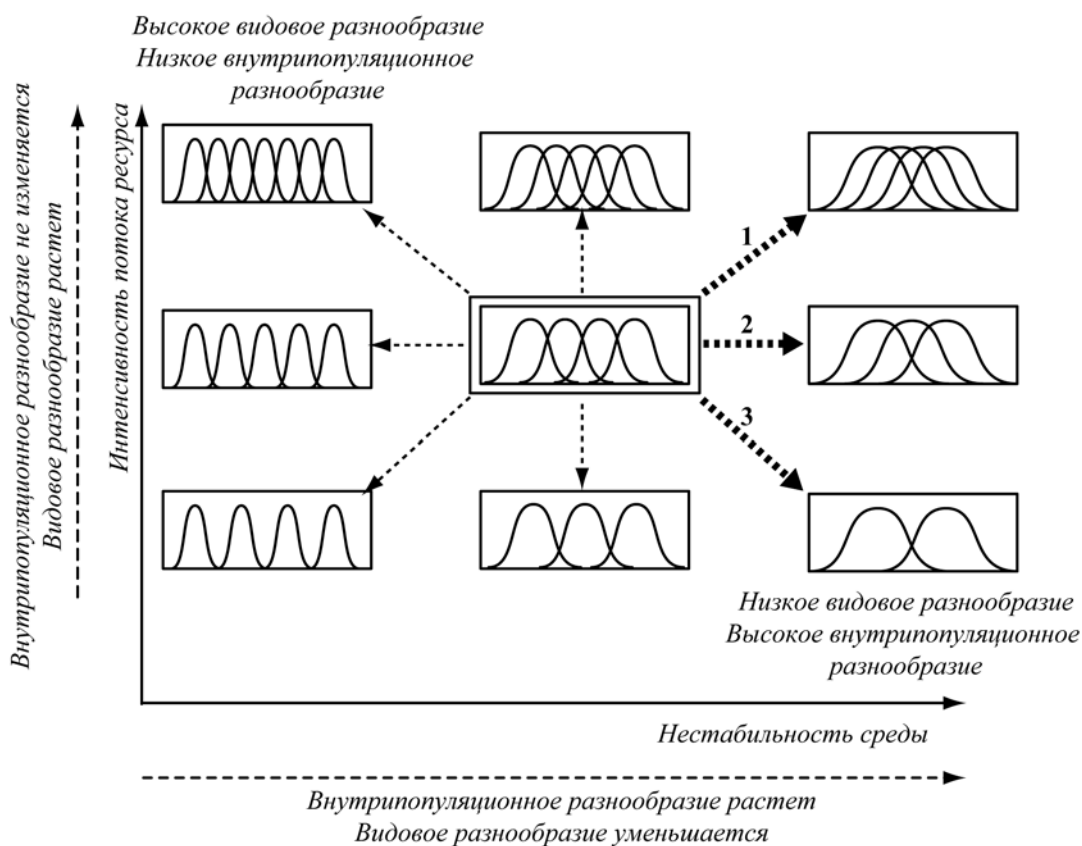 Высокое видовое разнообразие
Низкое внутрипопуляционное
разнообразие
Внутрипопуляционное разнообразие не изменяется
Видовое разнообразие растет
Интенсивность потока ресурса
1
2
3
Низкое видовое разнообразие
Высокое внутрипопуляционное
разнообразие
Нестабильность среды
Внутрипопуляционное разнообразие растет
Видовое разнообразие уменьшается